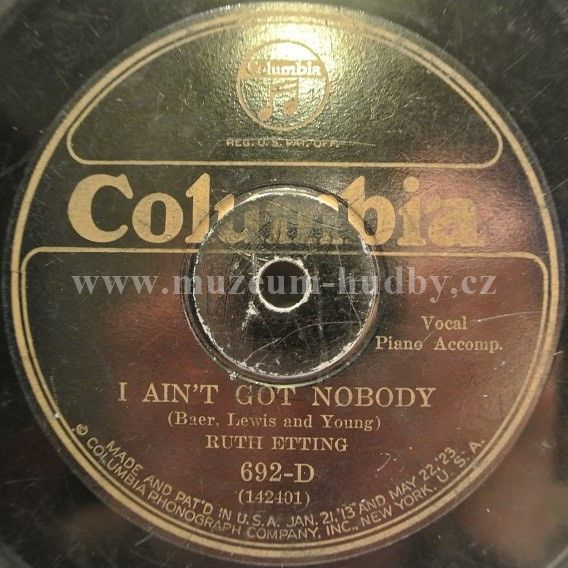 Columbia
REG. U.S. PAT. OFF.
Columbia
www.muzeum-hudby.cz
Vocal
Piano Accomp.
I AIN'T GOT NOBODY
(Baer, Lewis and Young)
RUTH ETTING
692-D
(142401)
MADE AND PAT'D IN U.S.A. JAN. 21, '13 AND MAY 22, '23.
© COLUMBIA PHONOGRAPH COMPANY, INC., NEW YORK, U.S.A.